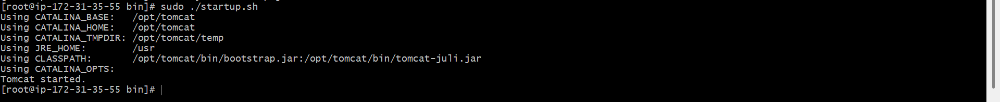 [root@ip-172-31-35-55 bin]# sudo ./startup.sh
Using CATALINA_BASE:   /opt/tomcat
Using CATALINA_HOME:   /opt/tomcat
Using CATALINA_TMPDIR: /opt/tomcat/temp
Using JRE_HOME:        /usr
Using CLASSPATH:       /opt/tomcat/bin/bootstrap.jar:/opt/tomcat/bin/tomcat-juli.jar
Using CATALINA_OPTS:
Tomcat started.
[root@ip-172-31-35-55 bin]#